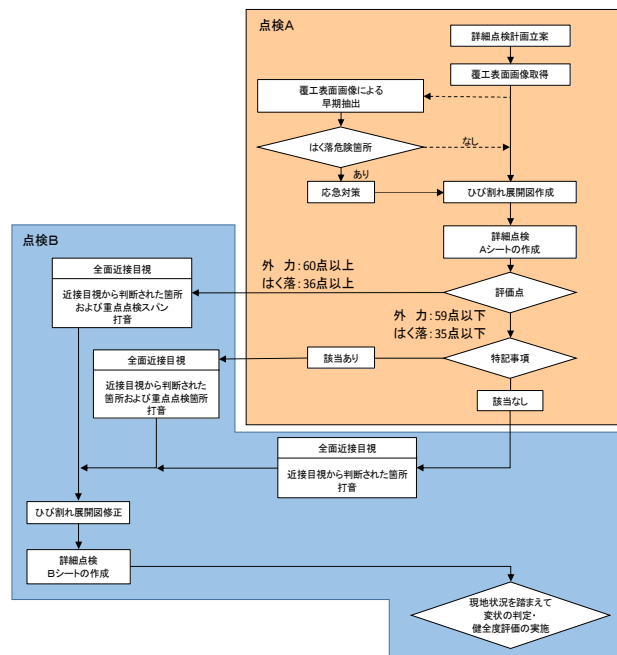 点検A
詳細点検計画立案
覆工表面画像取得
覆工表面画像による
早期抽出
はく落危険箇所
なし
あり
応急対策
ひび割れ展開図作成
詳細点検
Aシートの作成
点検B
外　力：60点以上
はく落：36点以上
評価点
全面近接目視
近接目視から判断された箇所
および重点点検スパン
打音
外　力：59点以下
はく落：35点以下
特記事項
該当あり
全面近接目視
近接目視から判断された
箇所および重点点検箇所
打音
該当なし
全面近接目視
近接目視から判断された箇所
打音
ひび割れ展開図修正
詳細点検
Bシートの作成
現地状況を踏まえて
変状の判定・
健全度評価の実施